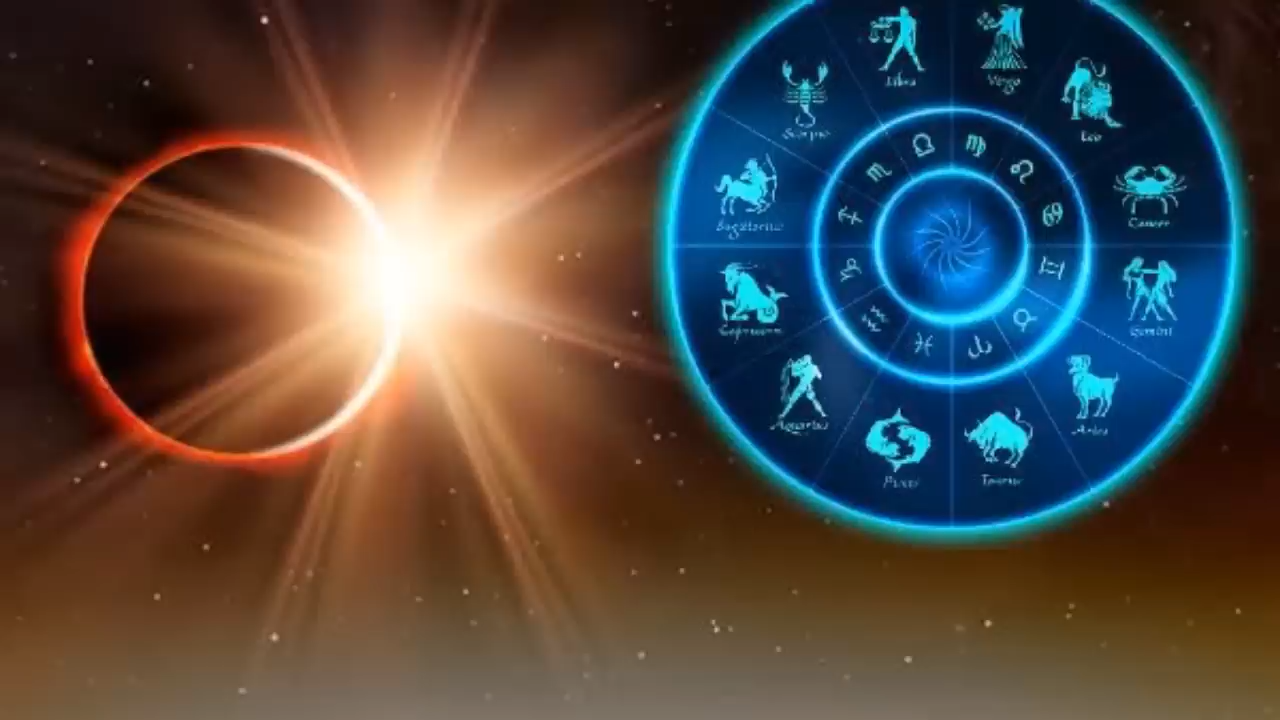 Libra
Virgo
Scorpio
Leo
Sagittarius
Cancer
Capricorn
Gemini
Aquarius
Aries
Pisces
Taurus